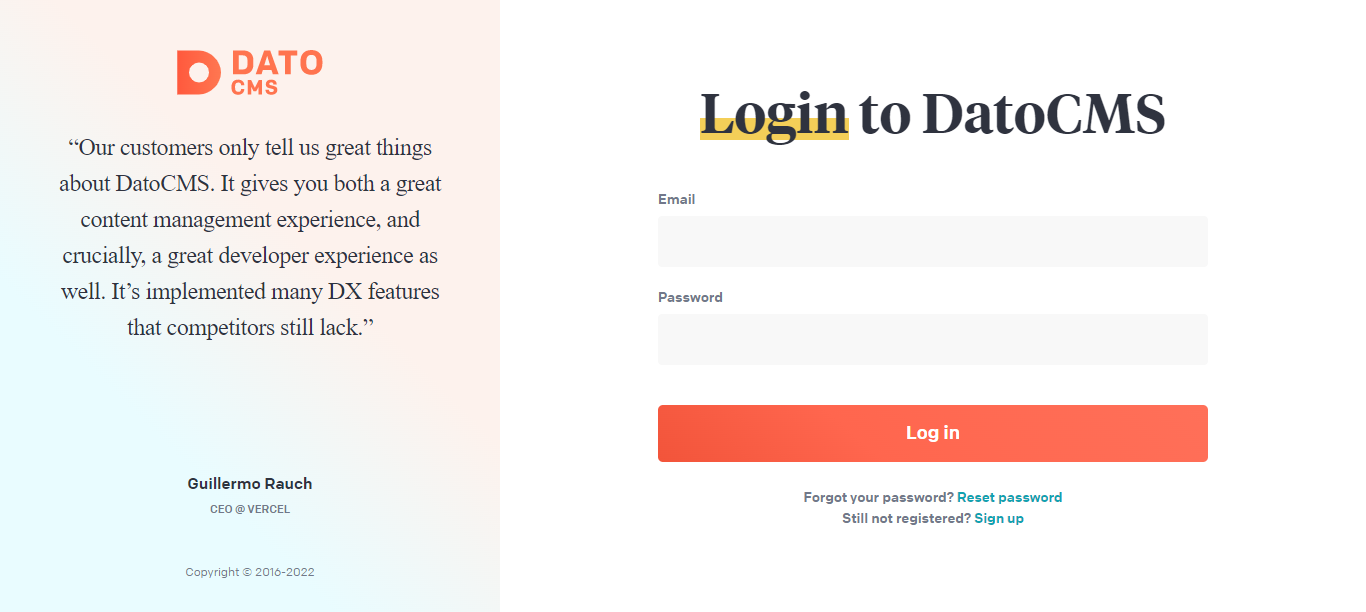 DATO
CMS
“Our customers only tell us great things
about DatoCMS. It gives you both a great
content management experience, and
crucially, a great developer experience as
well. It’s implemented many DX features
that competitors still lack.”
Guillermo Rauch
CEO @ VERCEL
Copyright © 2016-2022
Login to DatoCMS
Email
Password
Log in
Forgot your password? Reset password
Still not registered? Sign up